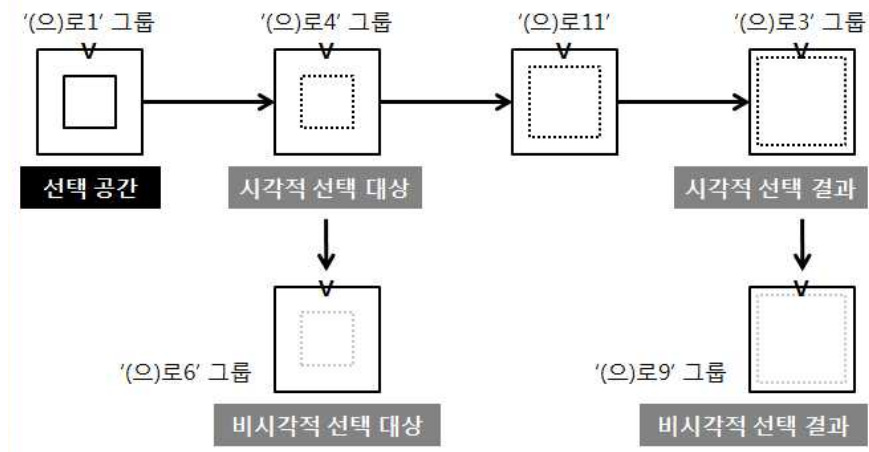 '(으)로1' 그룹
'(으)로4' 그룹
'(으)로11'
'(으)로3' 그룹
V
V
V
V
선택 공간
시각적 선택 대상
시각적 선택 결과
V
V
'(으)로6' 그룹
'(으)로9' 그룹
비시각적 선택 대상
비시각적 선택 결과